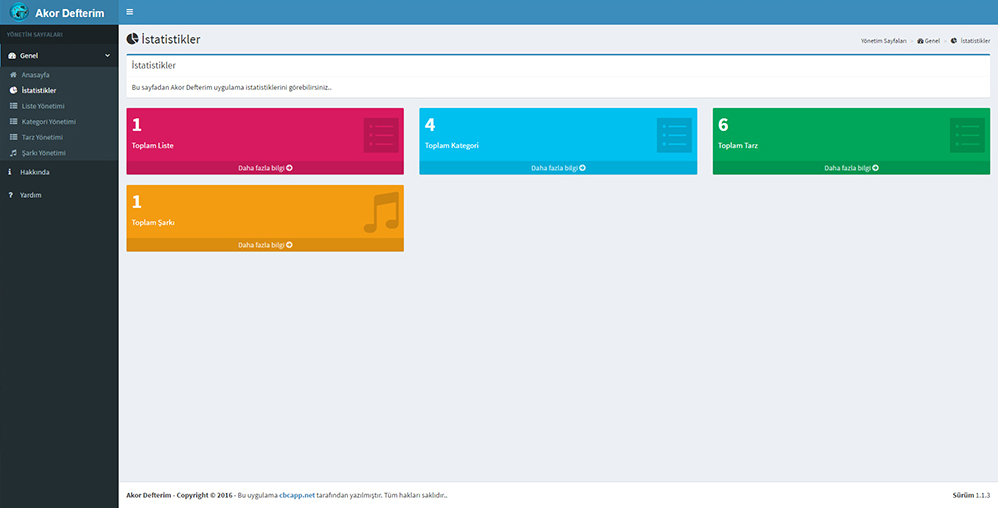 Akor Defterim
YÖNETİM SAYFALARI
Genel
Anasayfa
İstatistikler
Liste Yönetimi
Kategori Yönetimi
Tarz Yönetimi
Şarkı Yönetimi
Hakkında
Yardım
İstatistikler
Yönetim Sayfaları > Genel > İstatistikler
İstatistikler
Bu sayfadan Akor Defterim uygulama istatistiklerini görebilirsiniz..
1
Toplam Liste
Daha fazla bilgi
4
Toplam Kategori
Daha fazla bilgi
6
Toplam Tarz
Daha fazla bilgi
1
Toplam Şarkı
Daha fazla bilgi
Akor Defterim - Copyright © 2016 - Bu uygulama cbcapp.net tarafından yazılmıştır. Tüm hakları saklıdır..
Sürüm 1.1.3